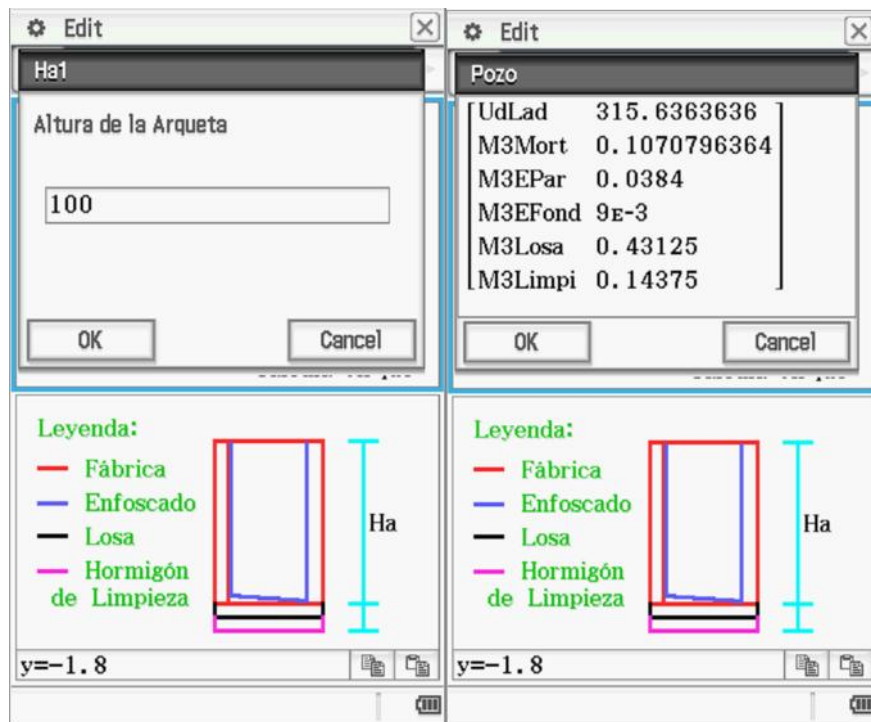 Edit
Ha1
Altura de la Arqueta
100
OK Cancel
Leyenda:
Fábrica
Enfoscado
Losa
Hormigón
de Limpieza
Ha
y=-1.8
Edit
Pozo
UdLad 315.6363636
M3Mort 0.1070796364
M3EPar 0.0384
M3EFond 9E-3
M3Losa 0.43125
M3Limpi 0.14375
OK Cancel
Leyenda:
Fábrica
Enfoscado
Losa
Hormigón
de Limpieza
Ha
y=-1.8